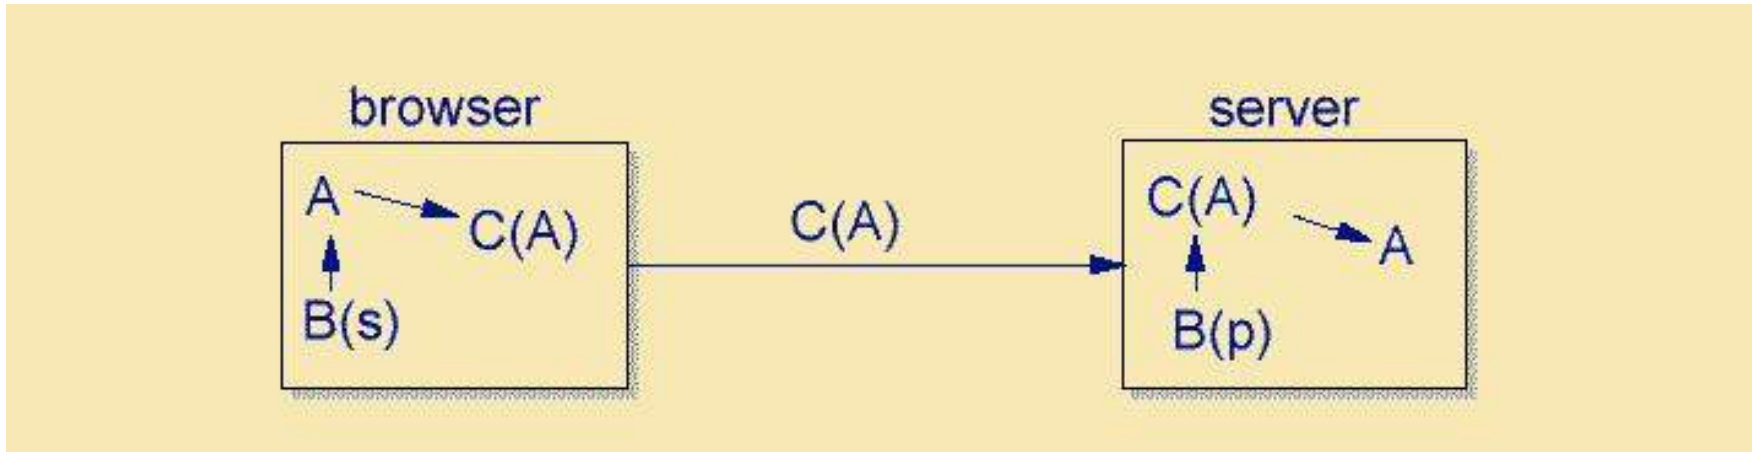 browser
server
A
C(A)
B(s)
C(A)
C(A)
A
B(p)